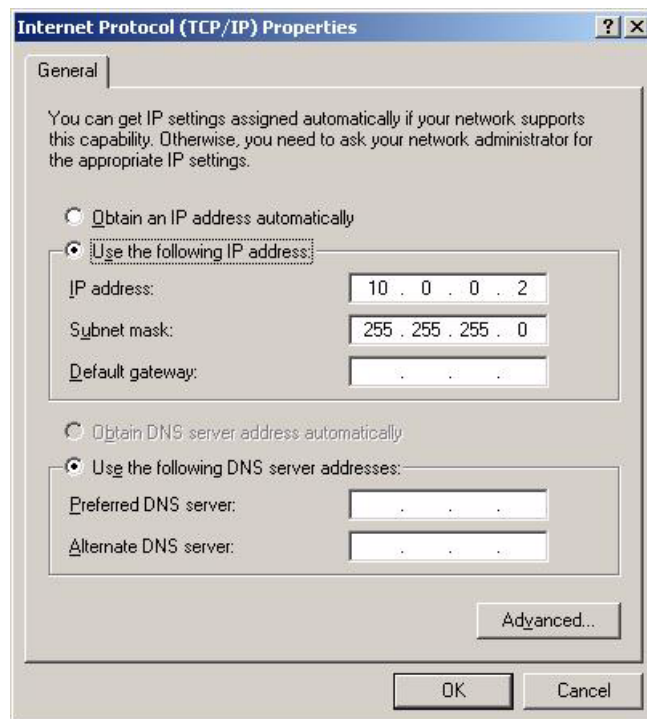 Internet Protocol (TCP/IP) Properties
General
You can get IP settings assigned automatically if your network supports
this capability. Otherwise, you need to ask your network administrator for
the appropriate IP settings.
Obtain an IP address automatically
Use the following IP address:
IP address: 10 . 0 . 0 . 2
Subnet mask: 255 . 255 . 255 . 0
Default gateway: . . .
Obtain DNS server address automatically
Use the following DNS server addresses:
Preferred DNS server: . . .
Alternate DNS server: . . .
Advanced...
OK Cancel